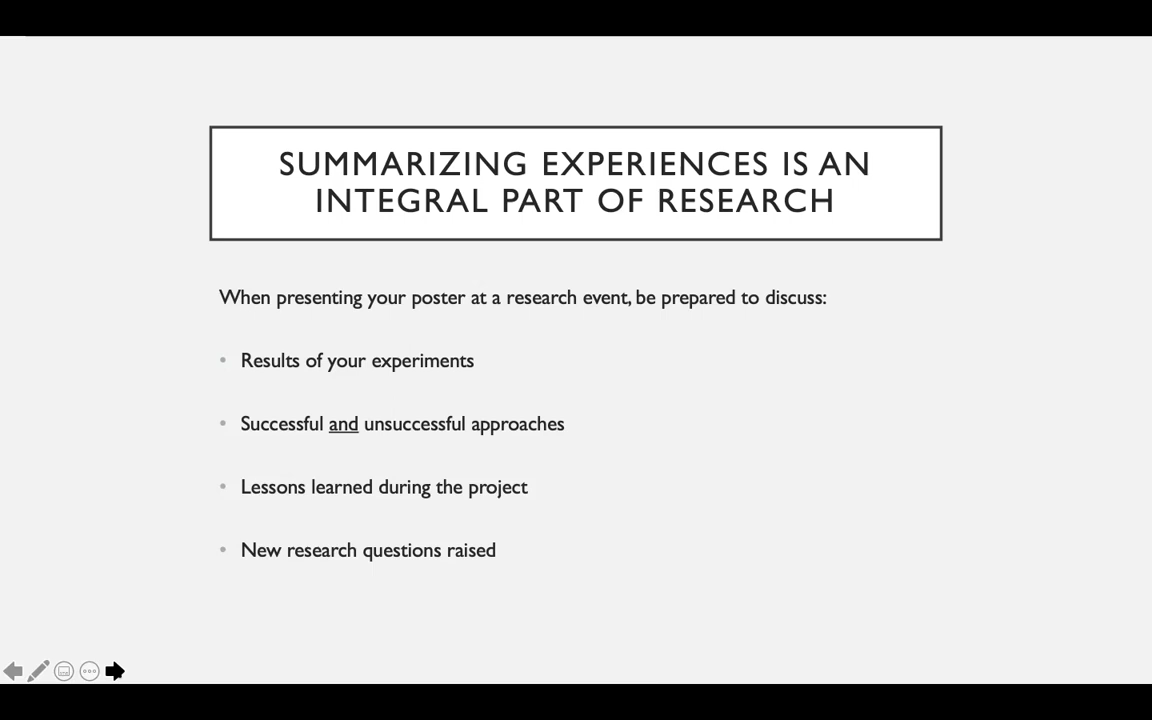 SUMMARIZING EXPERIENCES IS AN
INTEGRAL PART OF RESEARCH
When presenting your poster at a research event, be prepared to discuss:
• Results of your experiments
• Successful and unsuccessful approaches
• Lessons learned during the project
• New research questions raised